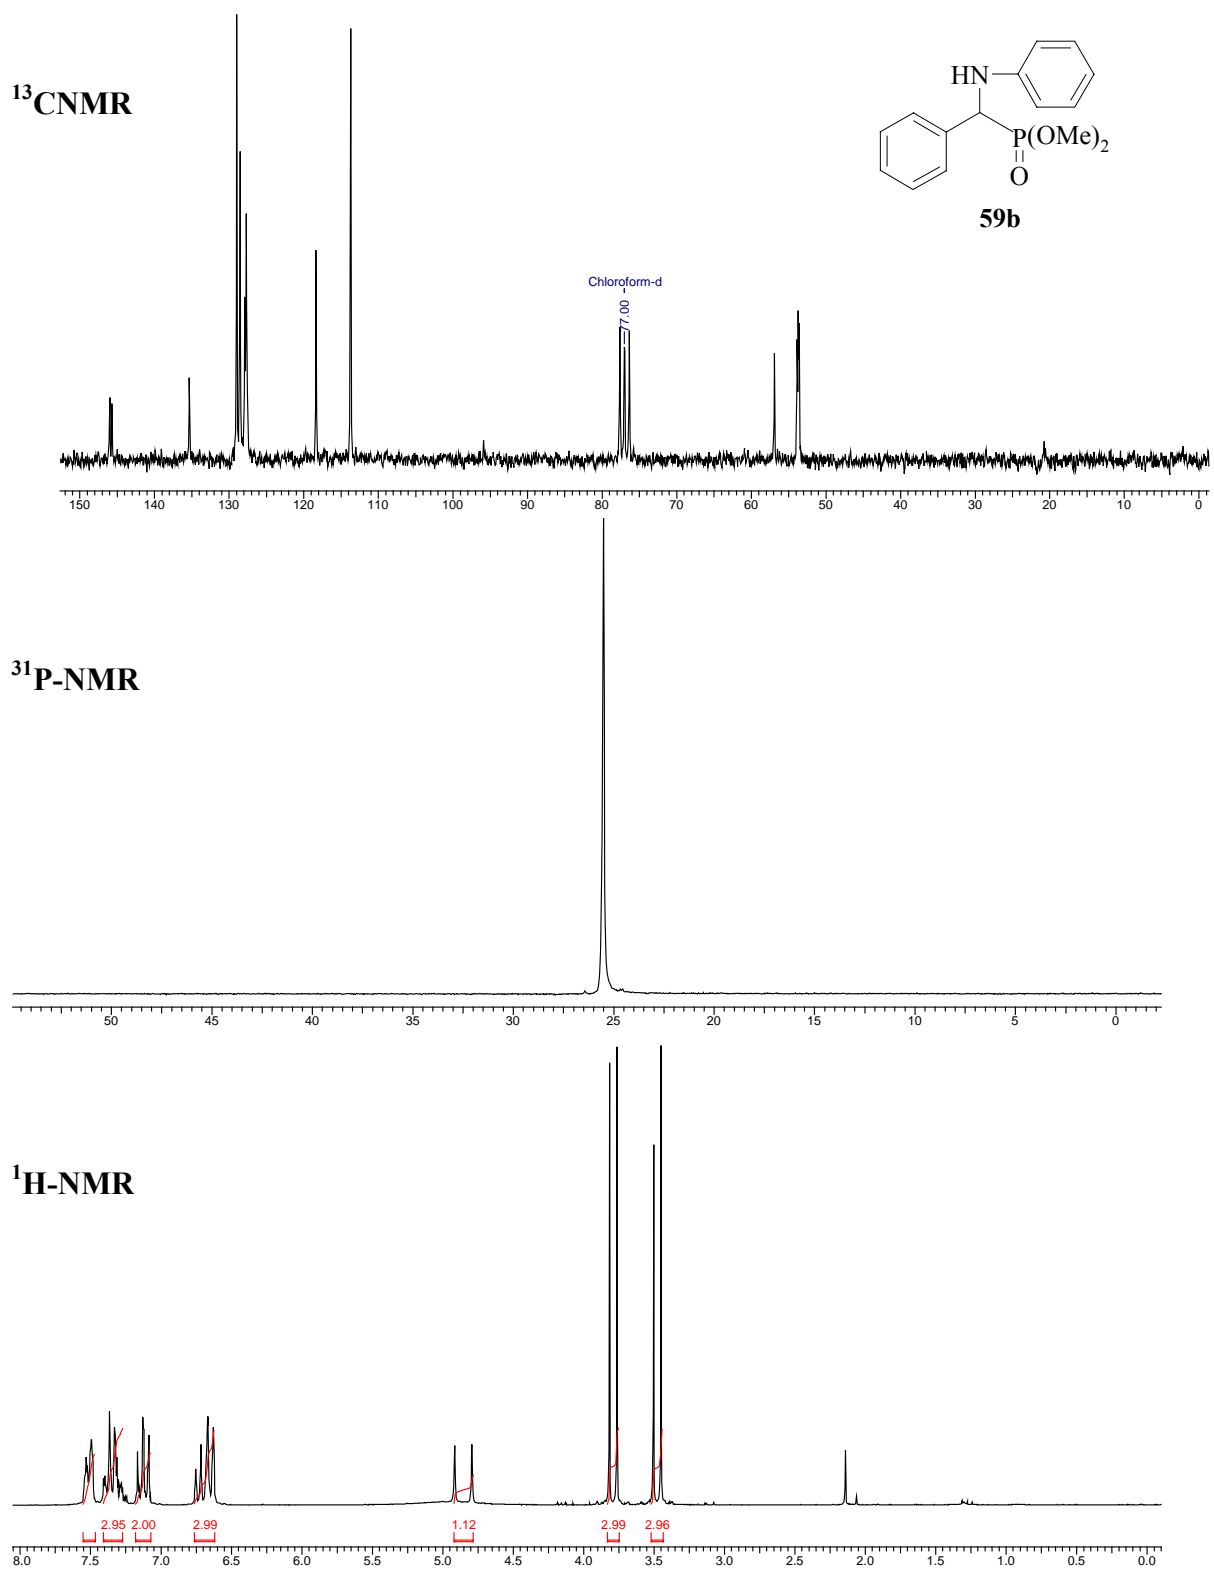 ¹³CNMR
HN
P(OMe)₂
O
59b
Chloroform-d
77.00
150 140 130 120 110 100 90 80 70 60 50 40 30 20 10 0
³¹P-NMR
50 45 40 35 30 25 20 15 10 5 0
¹H-NMR
2.95 2.00 2.99 1.12 2.99 2.96
8.0 7.5 7.0 6.5 6.0 5.5 5.0 4.5 4.0 3.5 3.0 2.5 2.0 1.5 1.0 0.5 0.0